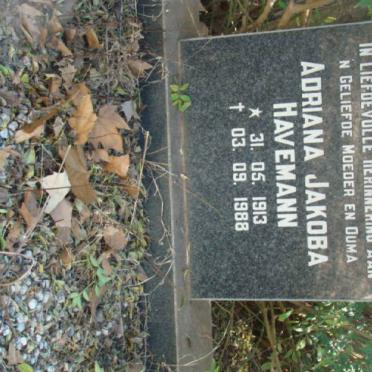 IN LIEFDEVOLLE HERINNERING AAN
'N GELIEFDE MOEDER EN OUMA
ADRIANA JAKOBA
HAVEMANN
★ 31. 05. 1913
✝ 03. 09. 1988